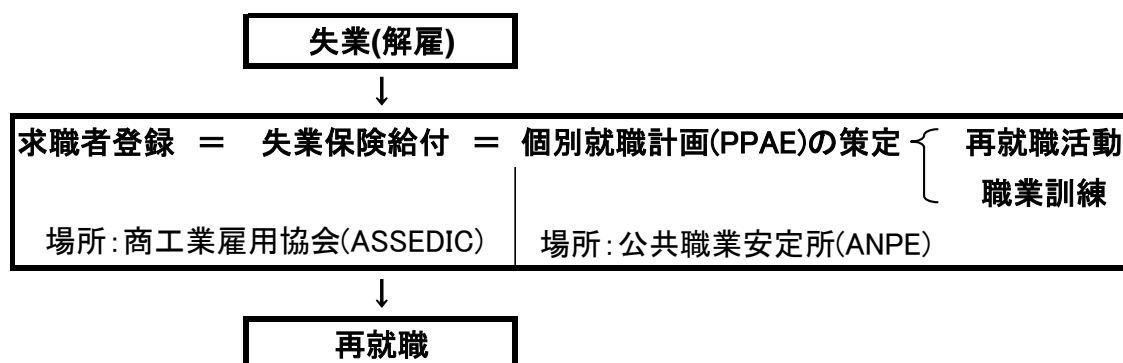 失業(解雇)
↓
求職者登録 = 失業保険給付 = 個別就職計画(PPAE)の策定 { 再就職活動
職業訓練
場所:商工業雇用協会(ASSEDIC) 場所:公共職業安定所(ANPE)
↓
再就職